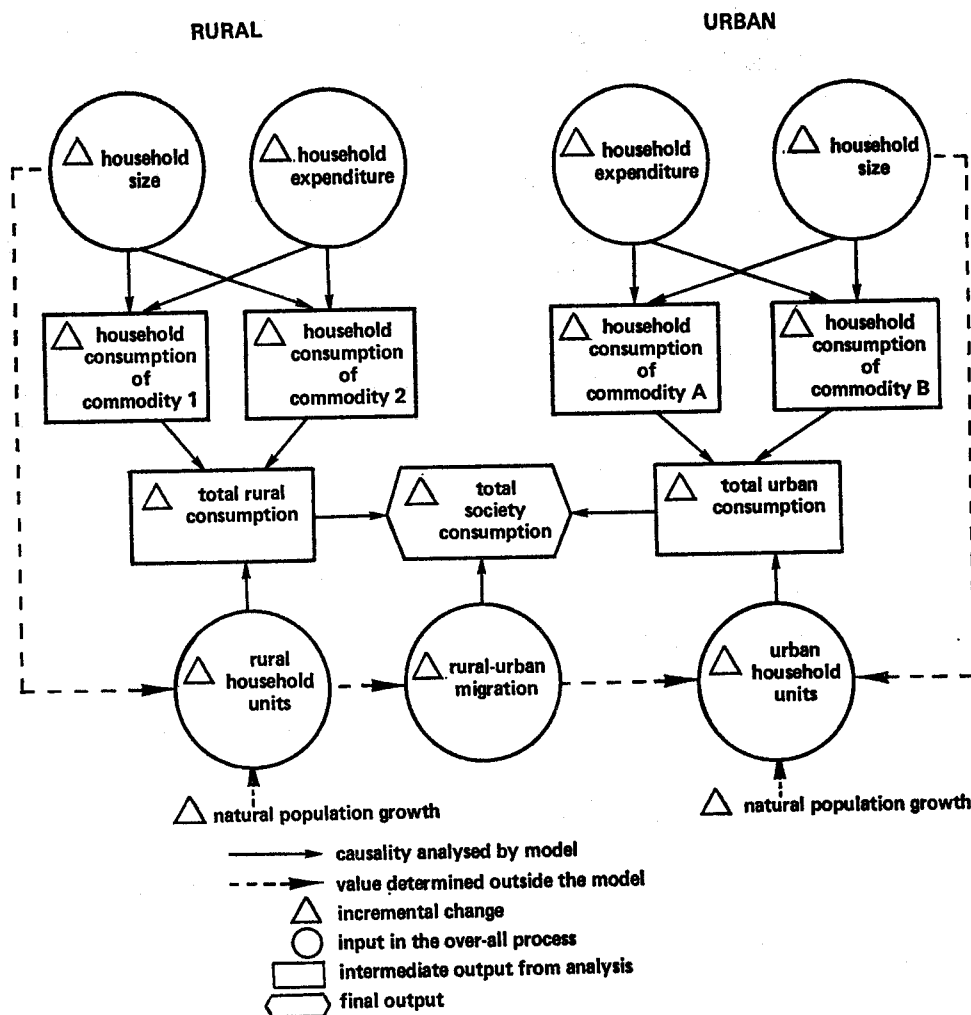 RURAL
URBAN
household
size
household
expenditure
household
expenditure
household
size
household
consumption
of
commodity 1
household
consumption
of
commodity 2
household
consumption
of
commodity A
household
consumption
of
commodity B
total rural
consumption
total
society
consumption
total urban
consumption
rural
household
units
rural-urban
migration
urban
household
units
natural population growth
natural population growth
causality analysed by model
value determined outside the model
incremental change
input in the over-all process
intermediate output from analysis
final output